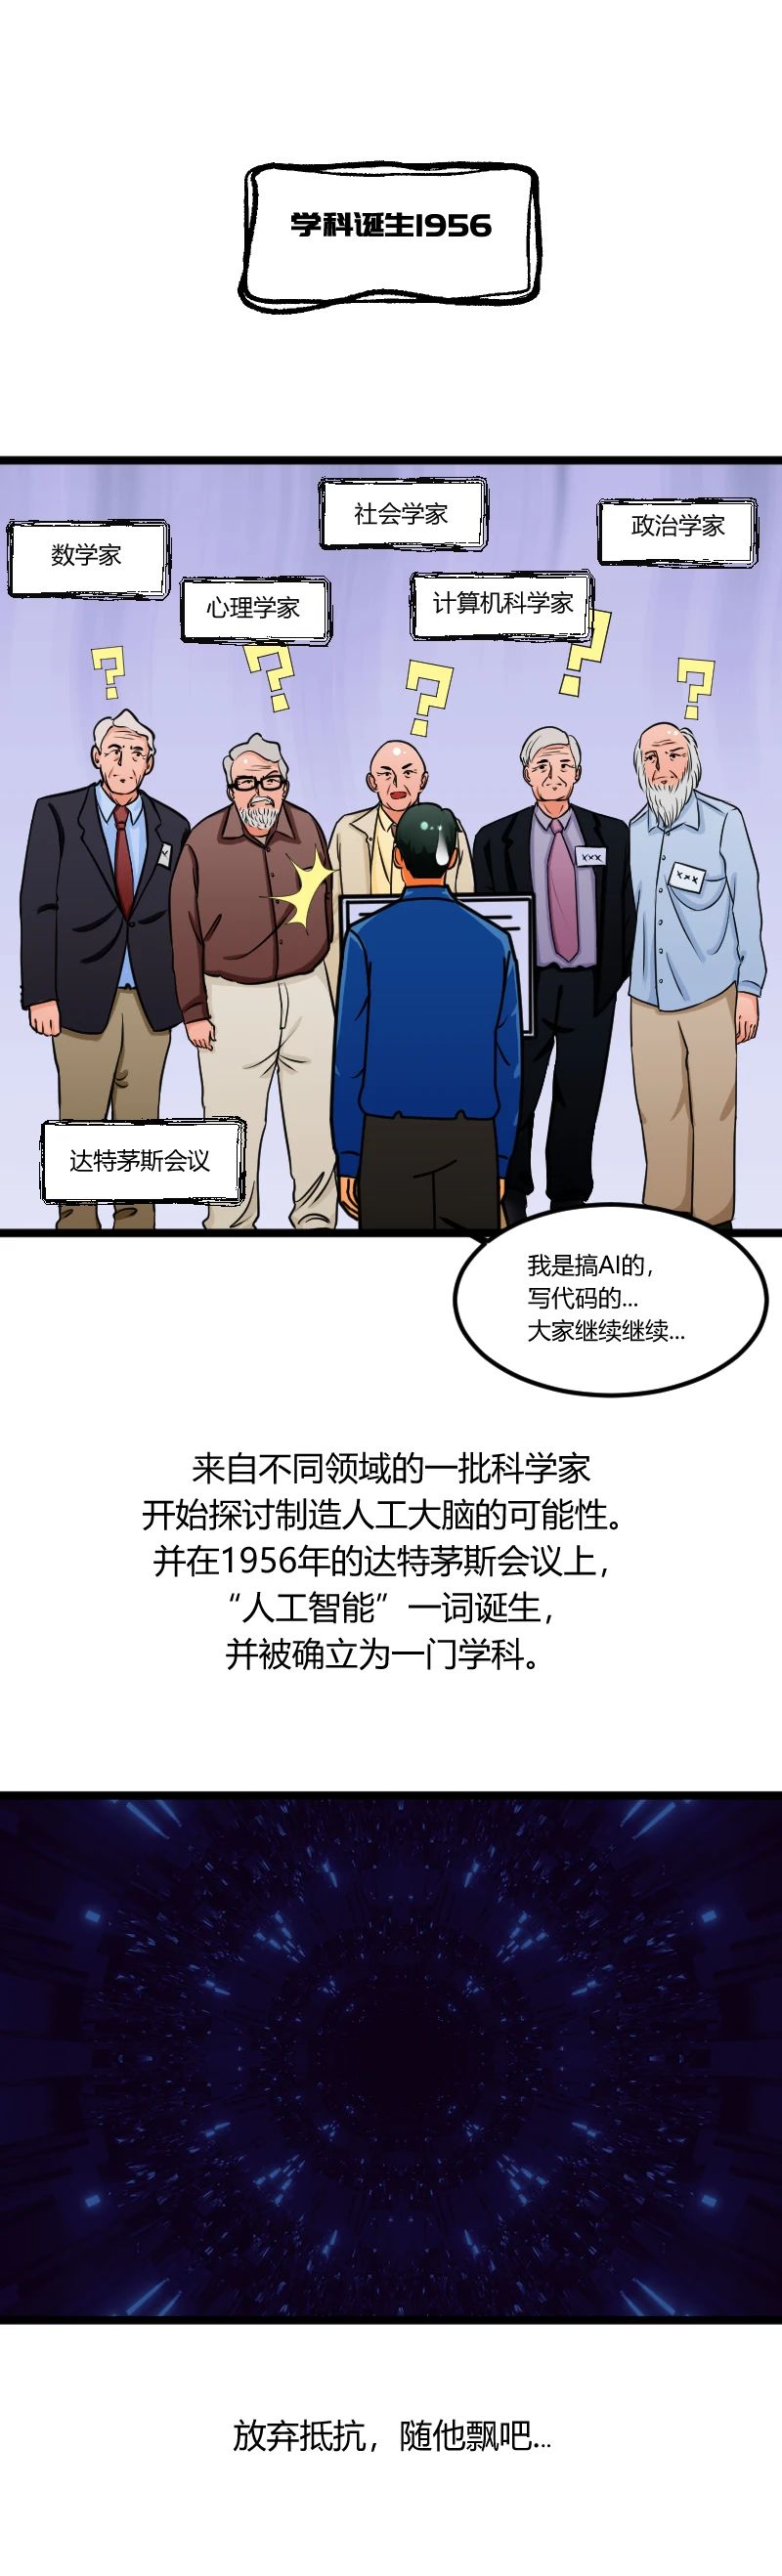 学科诞生1956
社会学家
政治学家
数学家
心理学家
计算机科学家
xxx
xxx
达特茅斯会议
我是搞AI的，
写代码的...
大家继续继续...
来自不同领域的一批科学家
开始探讨制造人工大脑的可能性。
并在1956年的达特茅斯会议上，
“人工智能”一词诞生，
并被确立为一门学科。
放弃抵抗，随他飘吧...